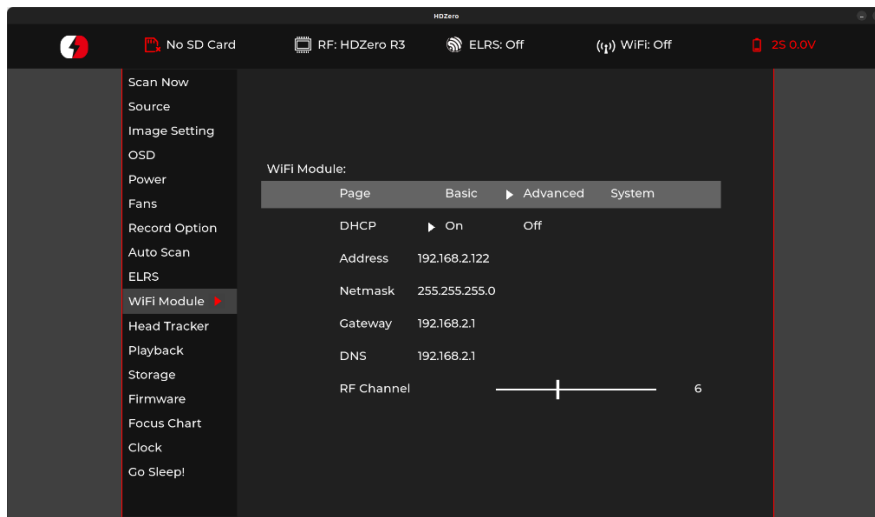 HDZero
No SD Card RF: HDZero R3 ELRS: Off WiFi: Off 2S 0.0V
Scan Now
Source
Image Setting
OSD
Power
Fans
Record Option
Auto Scan
ELRS
WiFi Module
Head Tracker
Playback
Storage
Firmware
Focus Chart
Clock
Go Sleep!
WiFi Module:
Page Basic Advanced System
DHCP On Off
Address 192.168.2.122
Netmask 255.255.255.0
Gateway 192.168.2.1
DNS 192.168.2.1
RF Channel 6